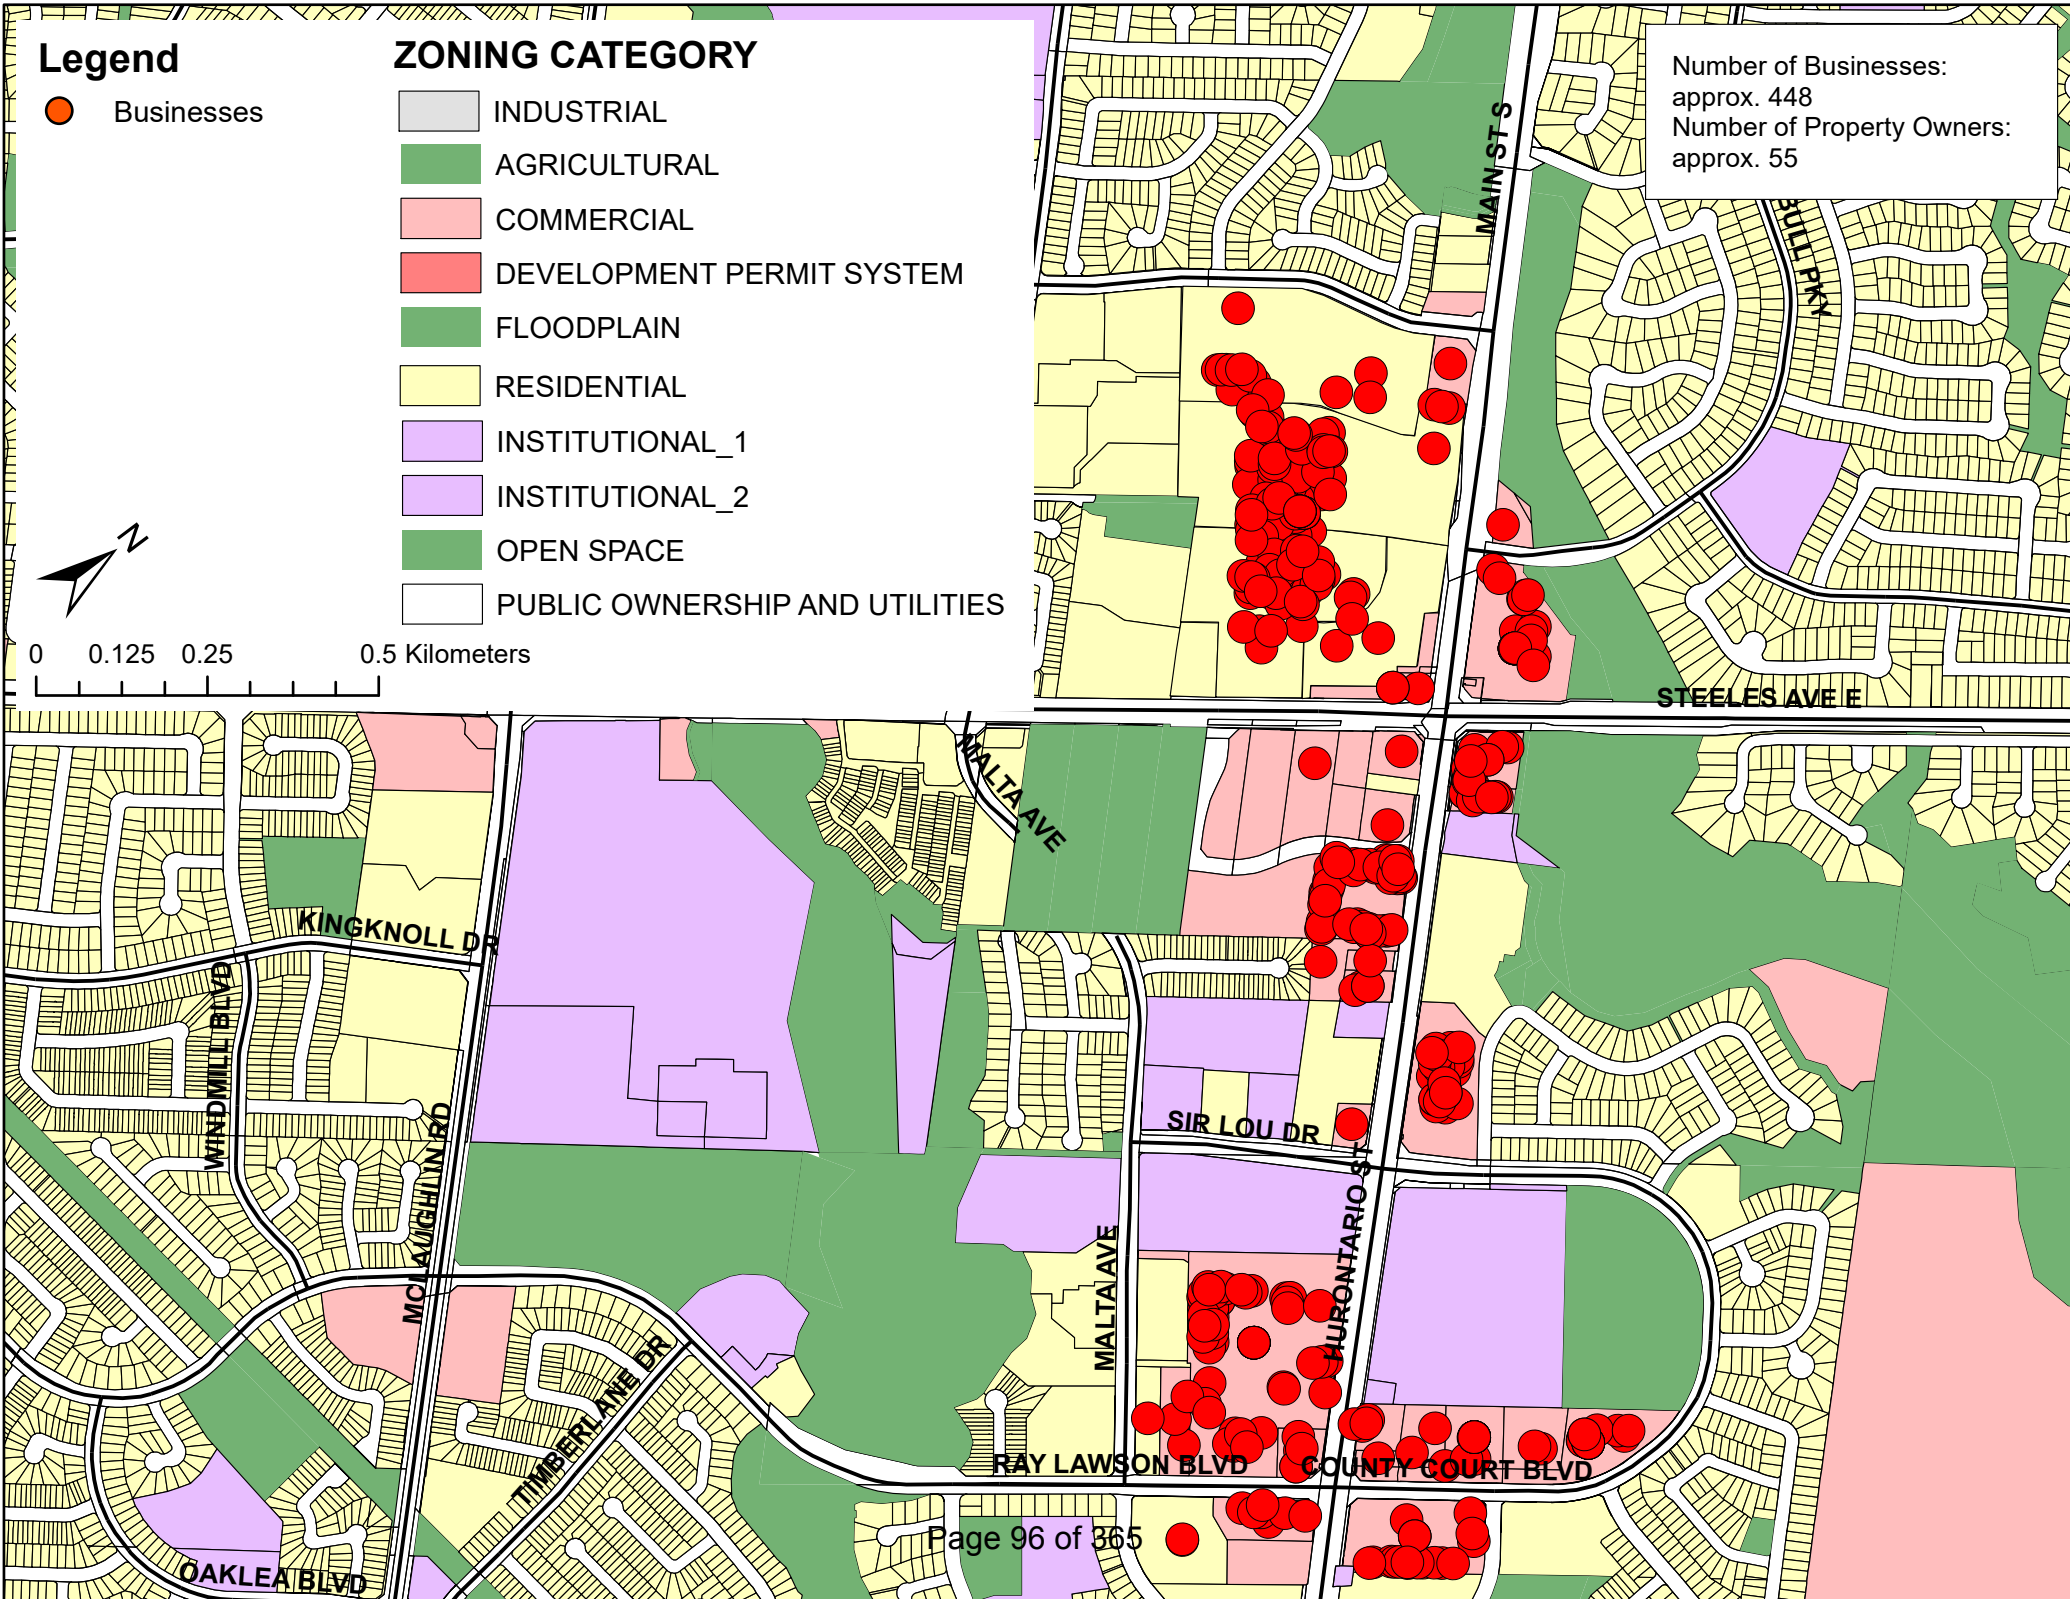 Legend
Businesses
ZONING CATEGORY
INDUSTRIAL
AGRICULTURAL
COMMERCIAL
DEVELOPMENT PERMIT SYSTEM
FLOODPLAIN
RESIDENTIAL
INSTITUTIONAL_1
INSTITUTIONAL_2
OPEN SPACE
PUBLIC OWNERSHIP AND UTILITIES
N
0 0.125 0.25 0.5 Kilometers
Number of Businesses:
approx. 448
Number of Property Owners:
approx. 55
MAIN ST S
BULL PKY
STEELES AVE E
MALTA AVE
KINGKNOLL DR
WINDMILL BLVD
MCLAUGHLIN RD
SIR LOU DR
HURONTARIO ST
MALTA AVE
TIMBERLANE DR
RAY LAWSON BLVD
COUNTY COURT BLVD
OAKLEA BLVD
Page 96 of 365